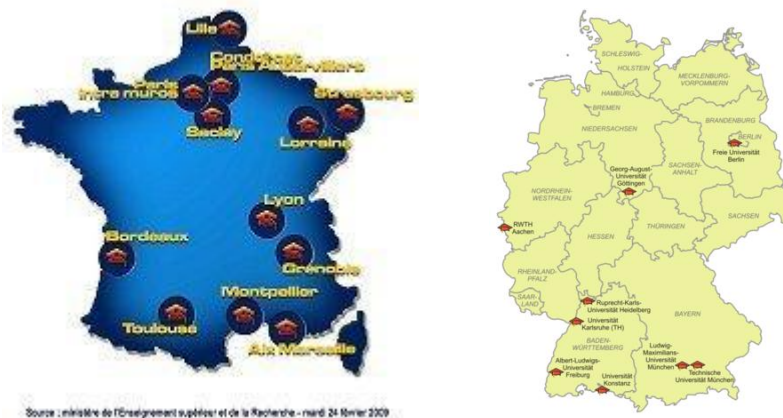 Lille
Condorcet
Paris Aubervilliers
Paris
Intra muros
Strasbourg
Saclay
Lorraine
Lyon
Bordeaux
Grenoble
Montpellier
Toulouse
Aix Marseille
Source : ministère de l'Enseignement supérieur et de la Recherche - mardi 24 février 2009
SCHLESWIG-
HOLSTEIN
MECKLENBURG-
VORPOMMERN
HAMBURG
BREMEN
BRANDENBURG
NIEDERSACHSEN
BERLIN
Freie Universität
Berlin
SACHSEN-
ANHALT
Georg-August-
Universität
Göttingen
NORDRHEIN-
WESTFALEN
SACHSEN
RWTH
Aachen
THÜRINGEN
HESSEN
RHEINLAND-
PFALZ
SAAR-
LAND
Ruprecht-Karls-
Universität Heidelberg
BAYERN
Universität
Karlsruhe (TH)
BADEN-
WÜRTTEMBERG
Ludwig-
Maximilians-
Universität
München
Albert-Ludwigs-
Universität
Freiburg
Universität
Konstanz
Technische
Universität München